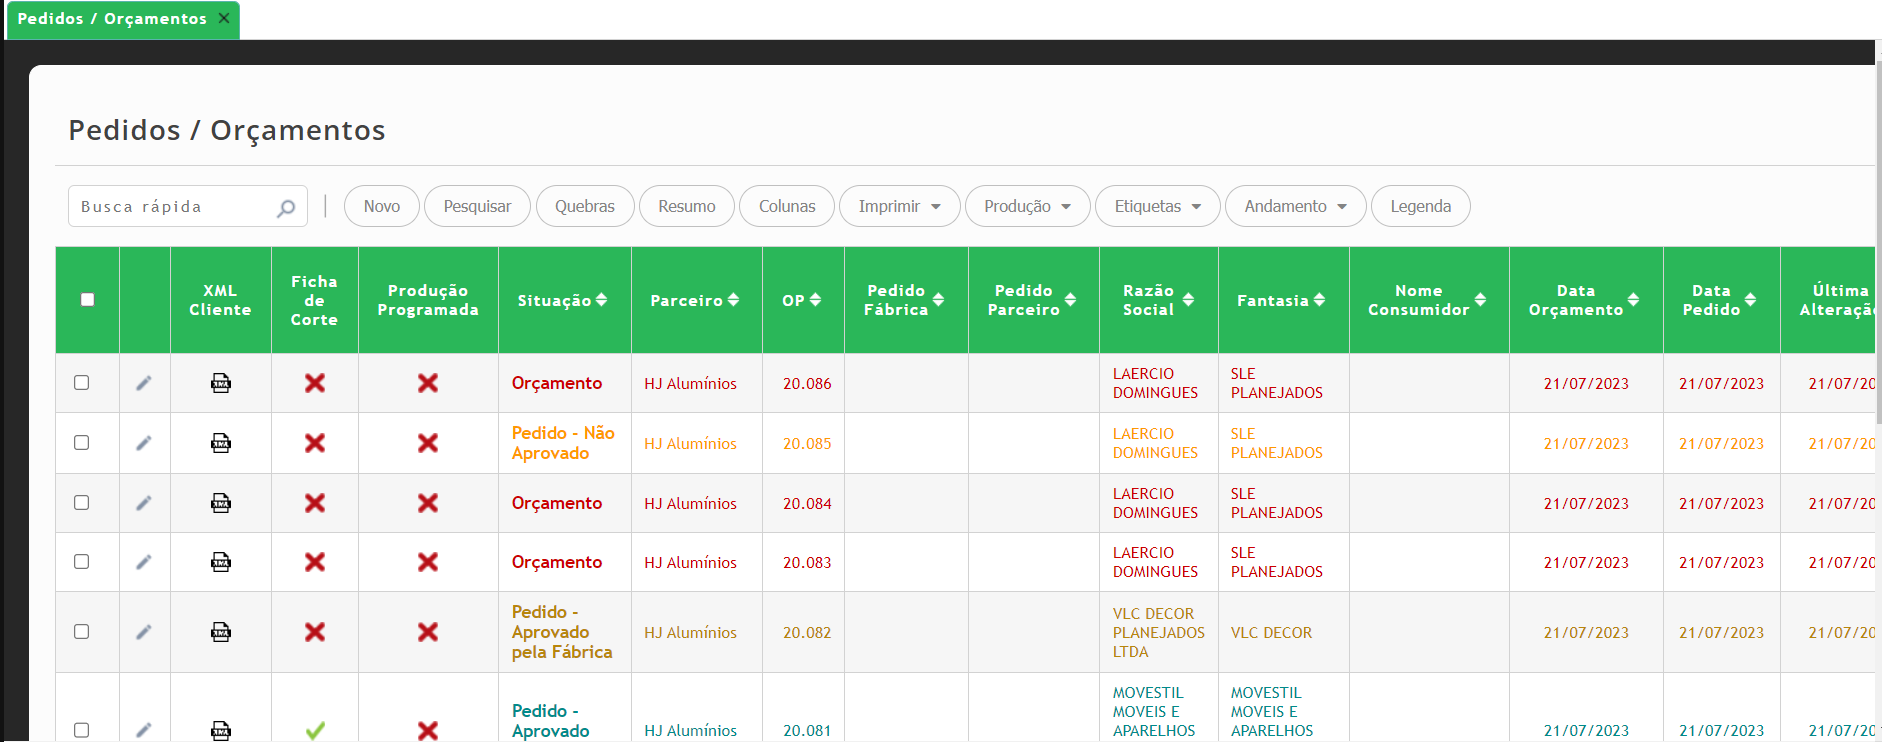 Pedidos / Orçamentos ×
Pedidos / Orçamentos
Busca rápida
Novo Pesquisar Quebras Resumo Colunas Imprimir Produção Etiquetas Andamento Legenda
XML Cliente Ficha de Corte Produção Programada Situação Parceiro OP Pedido Fábrica Pedido Parceiro Razão Social Fantasia Nome Consumidor Data Orçamento Data Pedido Última
Orçamento HJ Alumínios 20.086 LAERCIO DOMINGUES SLE PLANEJADOS 21/07/2023 21/07/2023 21/07/20
Pedido - Não Aprovado HJ Alumínios 20.085 LAERCIO DOMINGUES SLE PLANEJADOS 21/07/2023 21/07/2023 21/07/20
Orçamento HJ Alumínios 20.084 LAERCIO DOMINGUES SLE PLANEJADOS 21/07/2023 21/07/2023 21/07/20
Orçamento HJ Alumínios 20.083 LAERCIO DOMINGUES SLE PLANEJADOS 21/07/2023 21/07/2023 21/07/20
Pedido - Aprovado pela Fábrica HJ Alumínios 20.082 VLC DECOR PLANEJADOS LTDA VLC DECOR 21/07/2023 21/07/2023 21/07/20
Pedido - Aprovado HJ Alumínios 20.081 MOVESTIL MOVEIS E APARELHOS MOVESTIL MOVEIS E APARELHOS 21/07/2023 21/07/2023 21/07/20